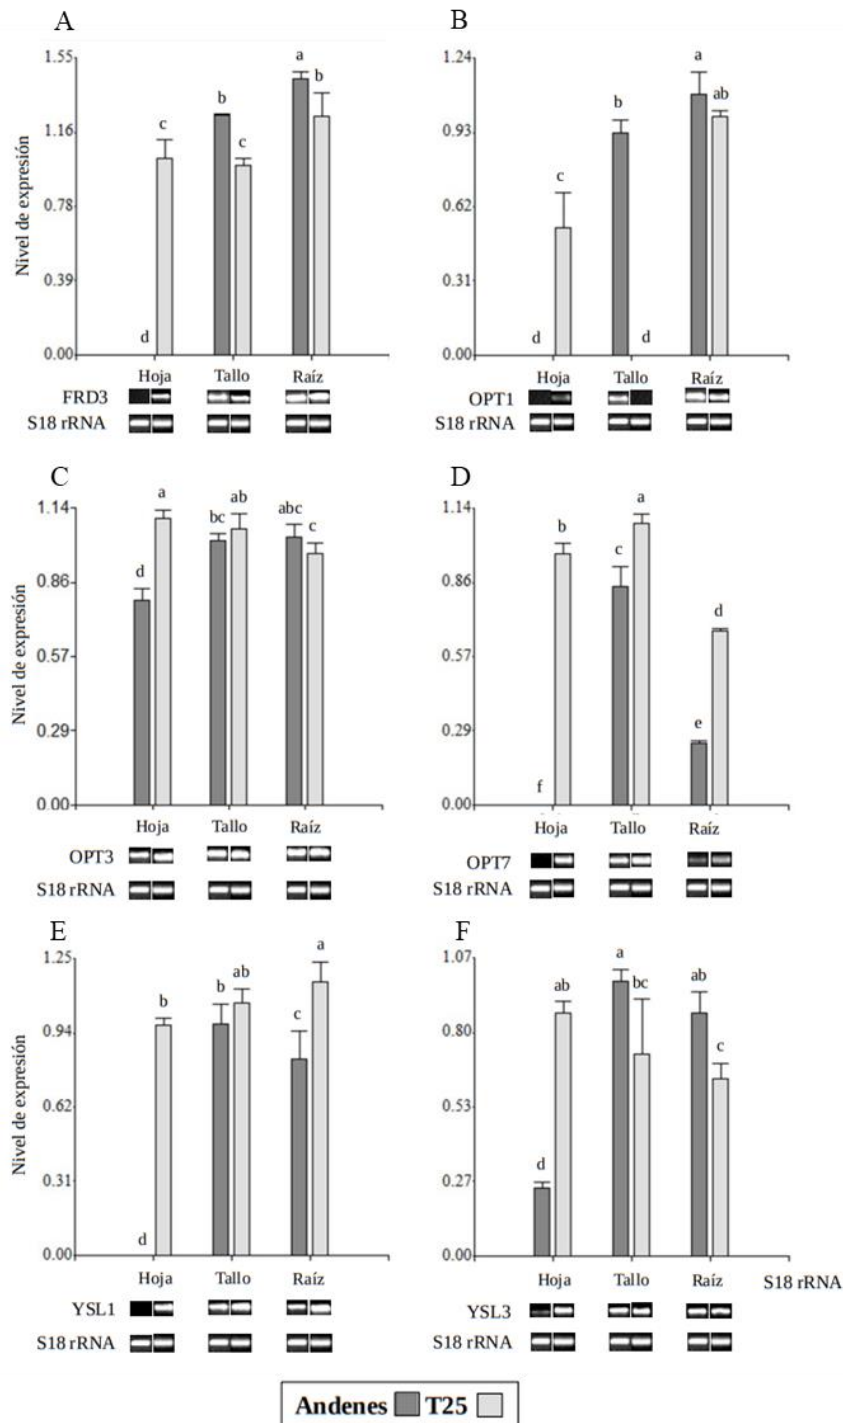 A
1.55
1.16
0.78
0.39
0.00
Nivel de expresión
d c b c a b
Hoja Tallo Raíz
FRD3
S18 rRNA
B
1.24
0.93
0.62
0.31
0.00
d c b d a ab
Hoja Tallo Raíz
OPT1
S18 rRNA
C
1.14
0.86
0.57
0.29
0.00
Nivel de expresión
d a bc ab abc c
Hoja Tallo Raíz
OPT3
S18 rRNA
D
1.14
0.86
0.57
0.29
0.00
f b c a e d
Hoja Tallo Raíz
OPT7
S18 rRNA
E
1.25
0.94
0.62
0.31
0.00
Nivel de expresión
d b b ab c a
Hoja Tallo Raíz
YSL1
S18 rRNA
F
1.07
0.80
0.53
0.27
0.00
d ab a bc ab c
Hoja Tallo Raíz S18 rRNA
YSL3
S18 rRNA
Andenes T25